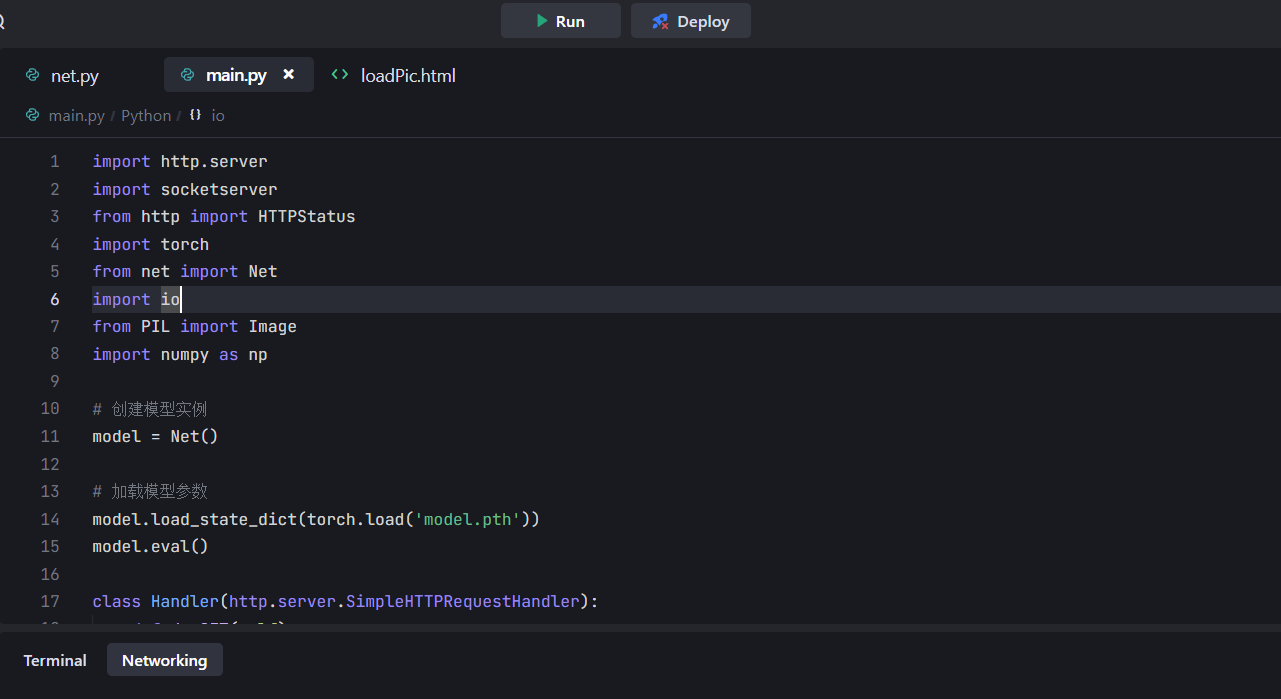 Run Deploy
net.py main.py loadPic.html
main.py / Python / {} io
1 import http.server
2 import socketserver
3 from http import HTTPStatus
4 import torch
5 from net import Net
6 import io
7 from PIL import Image
8 import numpy as np
9
10 # 创建模型实例
11 model = Net()
12
13 # 加载模型参数
14 model.load_state_dict(torch.load('model.pth'))
15 model.eval()
16
17 class Handler(http.server.SimpleHTTPRequestHandler):
Terminal Networking